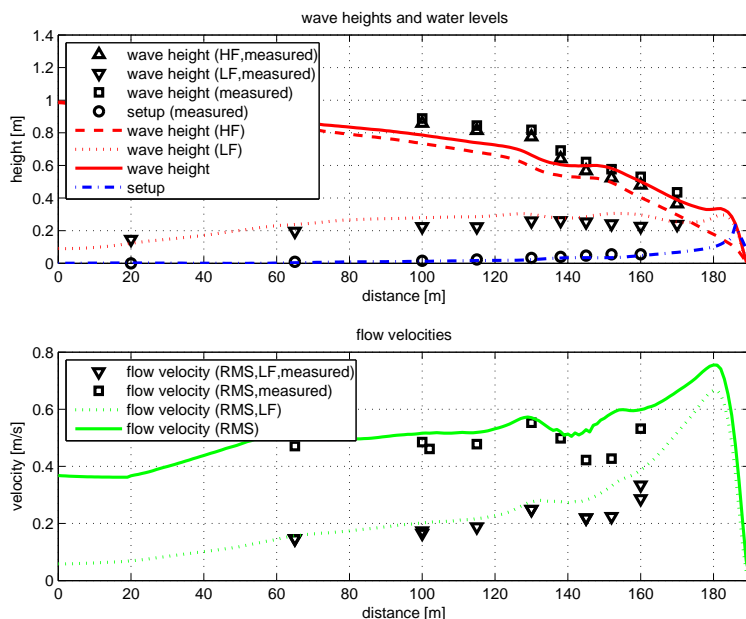 wave heights and water levels
1.4
1.2
1
0.8
0.6
0.4
0.2
0
height [m]
wave height (HF,measured)
wave height (LF,measured)
wave height (measured)
setup (measured)
wave height (HF)
wave height (LF)
wave height
setup
0 20 40 60 80 100 120 140 160 180
distance [m]
flow velocities
0.8
0.6
0.4
0.2
0
velocity [m/s]
flow velocity (RMS,LF,measured)
flow velocity (RMS,measured)
flow velocity (RMS,LF)
flow velocity (RMS)
0 20 40 60 80 100 120 140 160 180
distance [m]